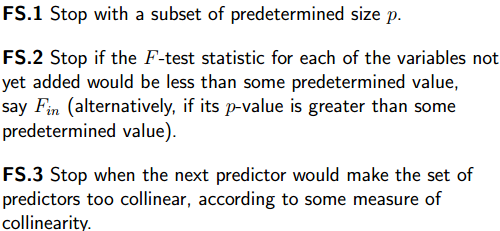 FS.1 Stop with a subset of predetermined size p.
FS.2 Stop if the F-test statistic for each of the variables not
yet added would be less than some predetermined value,
say F_in (alternatively, if its p-value is greater than some
predetermined value).
FS.3 Stop when the next predictor would make the set of
predictors too collinear, according to some measure of
collinearity.